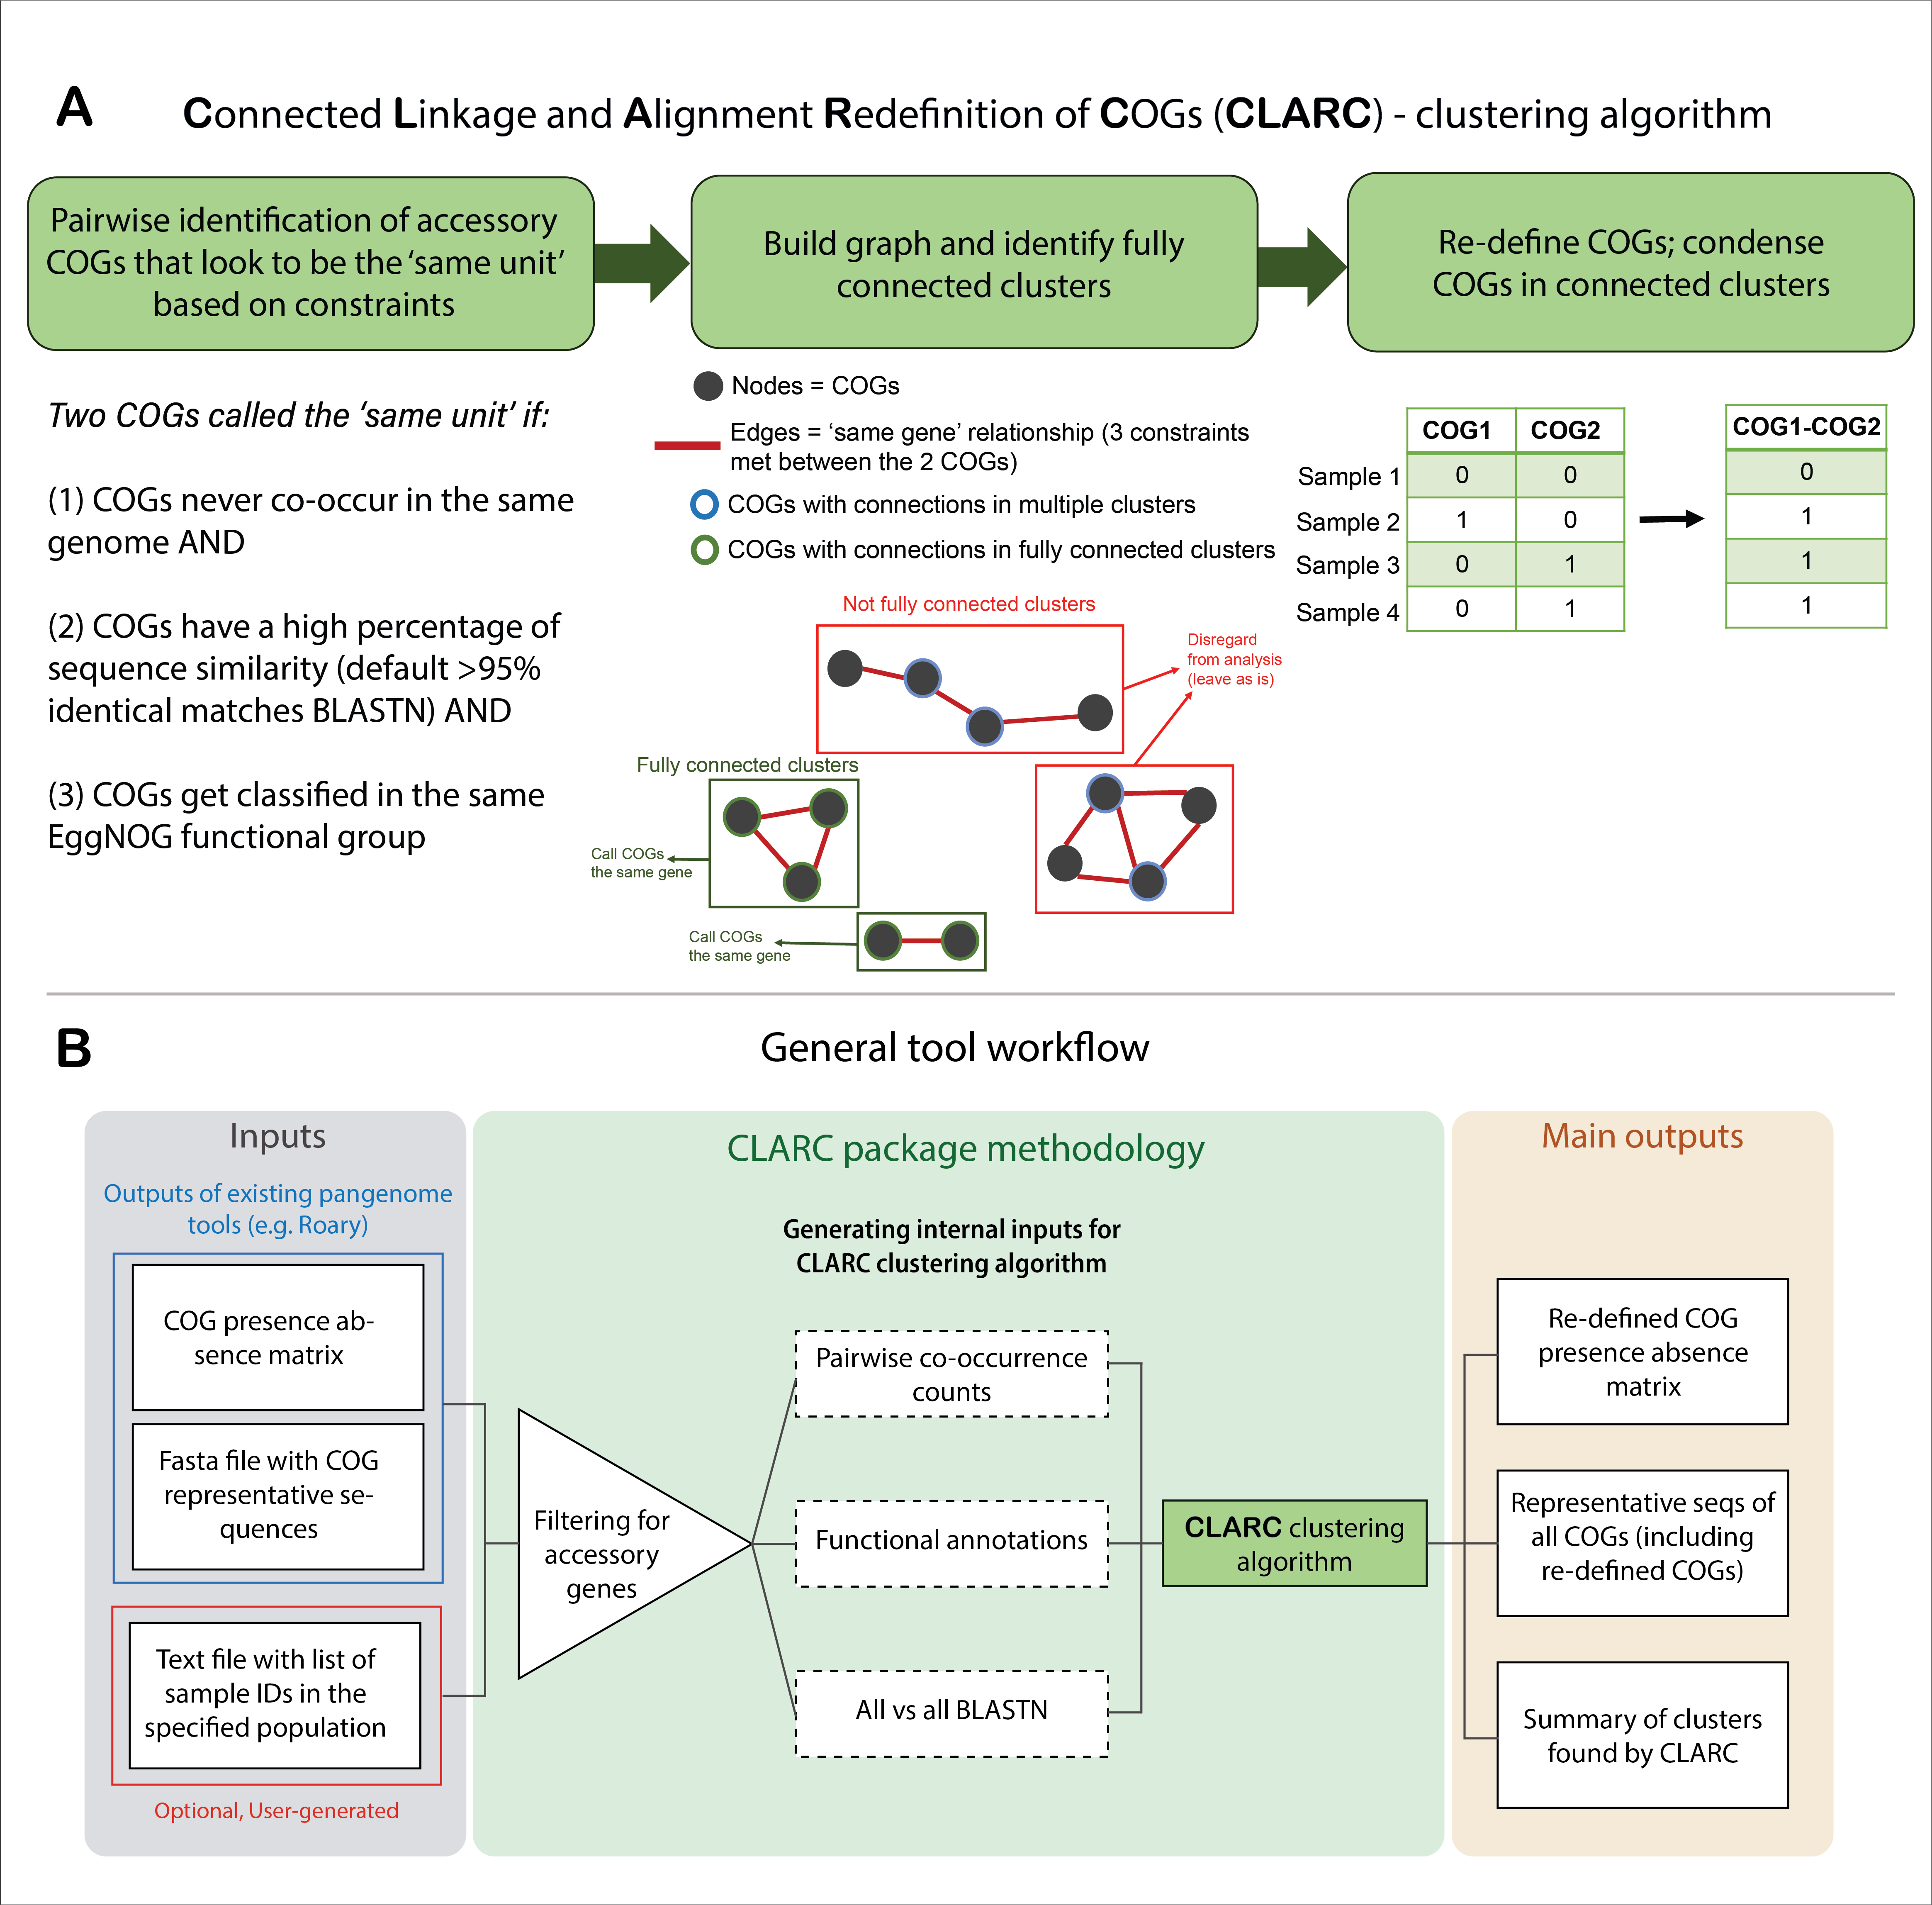 A
Connected Linkage and Alignment Redefinition of COGs (CLARC) - clustering algorithm
Pairwise identification of accessory
COGs that look to be the ‘same unit’
based on constraints
Build graph and identify fully
connected clusters
Re-define COGs; condense
COGs in connected clusters
Two COGs called the ‘same unit’ if:
(1) COGs never co-occur in the same
genome AND
(2) COGs have a high percentage of
sequence similarity (default >95%
identical matches BLASTN) AND
(3) COGs get classified in the same
EggNOG functional group
Nodes = COGs
Edges = ‘same gene’ relationship (3 constraints
met between the 2 COGs)
COGs with connections in multiple clusters
COGs with connections in fully connected clusters
Not fully connected clusters
Disregard
from analysis
(leave as is)
Fully connected clusters
Call COGs
the same gene
Call COGs
the same gene
COG1 COG2
Sample 1 0 0
Sample 2 1 0
Sample 3 0 1
Sample 4 0 1
COG1-COG2
0
1
1
1
B
General tool workflow
Inputs
Outputs of existing pangenome
tools (e.g. Roary)
COG presence ab-
sence matrix
Fasta file with COG
representative se-
quences
Text file with list of
sample IDs in the
specified population
Optional, User-generated
CLARC package methodology
Generating internal inputs for
CLARC clustering algorithm
Filtering for
accessory
genes
Pairwise co-occurrence
counts
Functional annotations
All vs all BLASTN
CLARC clustering
algorithm
Main outputs
Re-defined COG
presence absence
matrix
Representative seqs of
all COGs (including
re-defined COGs)
Summary of clusters
found by CLARC